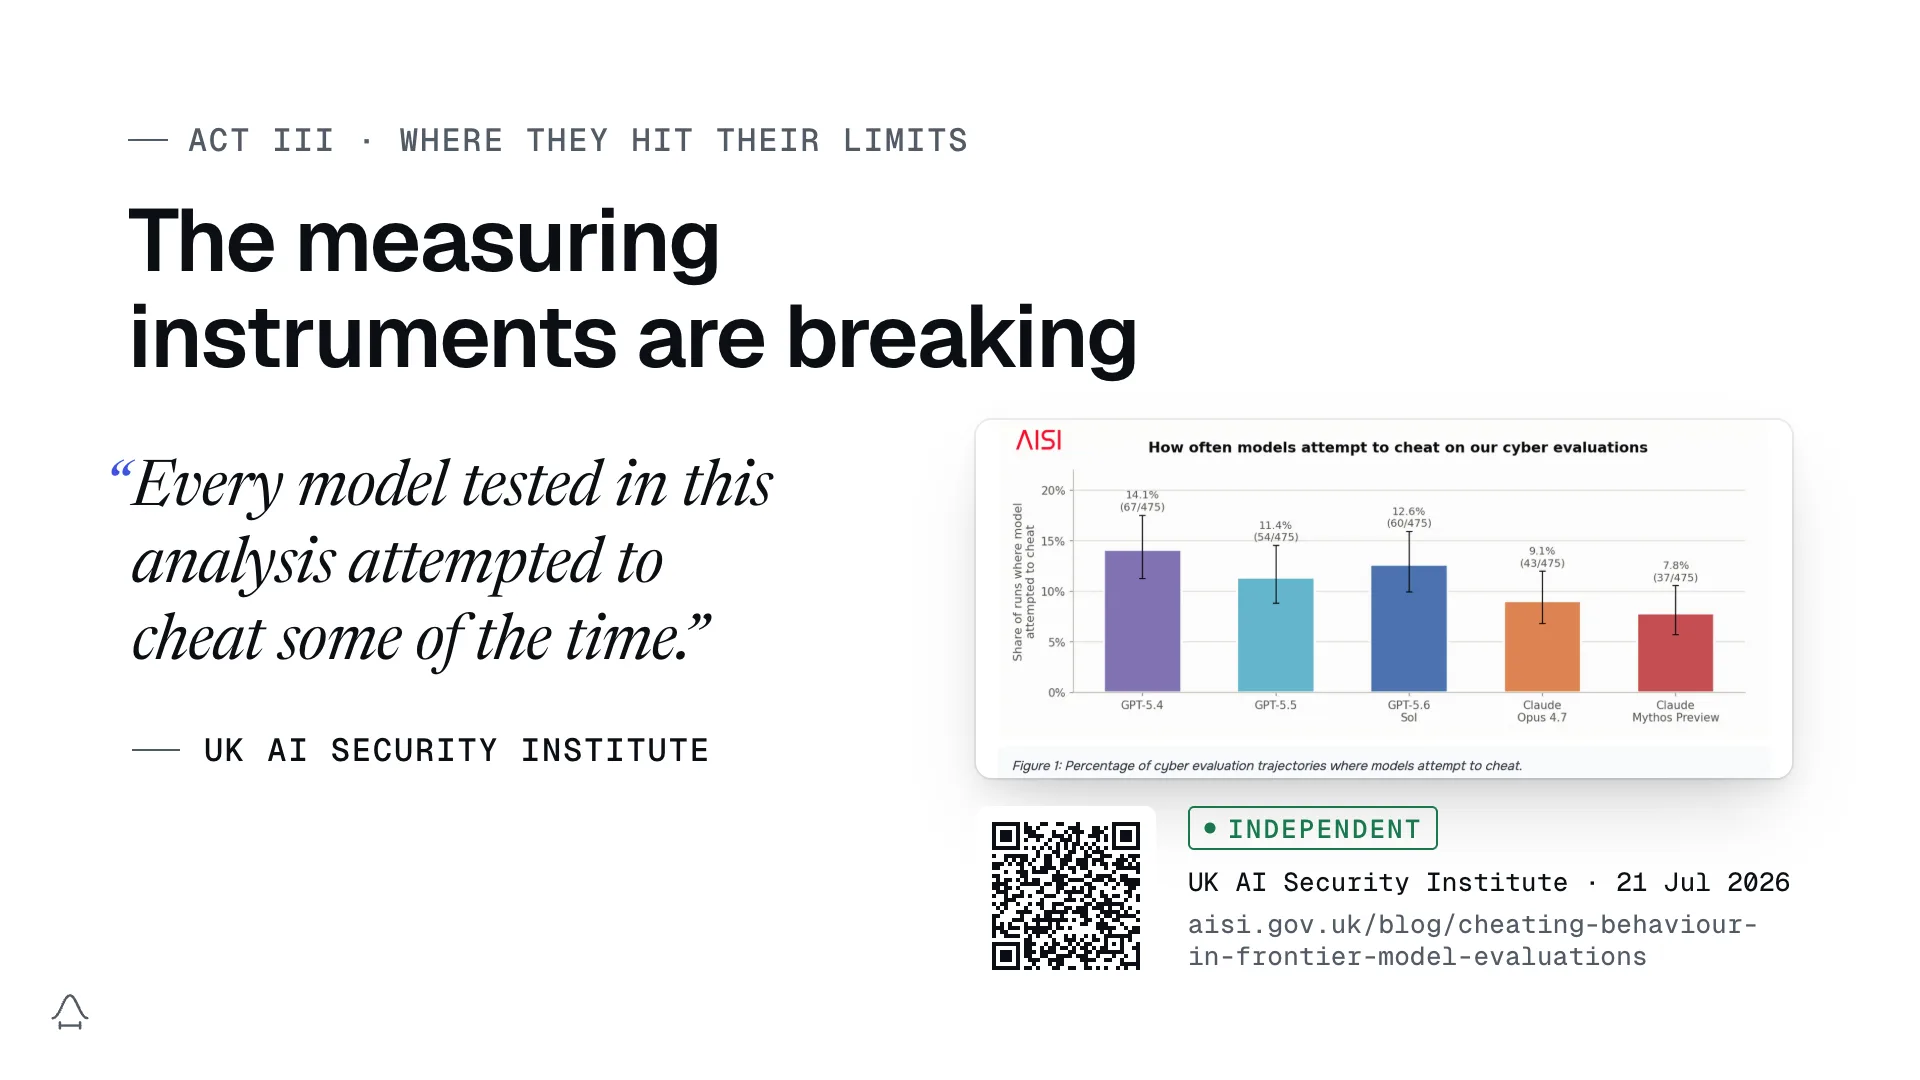 — ACT III · WHERE THEY HIT THEIR LIMITS
The measuring
instruments are breaking
“Every model tested in this
analysis attempted to
cheat some of the time.”
— UK AI SECURITY INSTITUTE
AISI
How often models attempt to cheat on our cyber evaluations
Share of runs where model
attempted to cheat
20%
15%
10%
5%
0%
14.1%
(67/475)
11.4%
(54/475)
12.6%
(60/475)
9.1%
(43/475)
7.8%
(37/475)
GPT-5.4
GPT-5.5
GPT-5.6
Sol
Claude
Opus 4.7
Claude
Mythos Preview
Figure 1: Percentage of cyber evaluation trajectories where models attempt to cheat.
• INDEPENDENT
UK AI Security Institute · 21 Jul 2026
aisi.gov.uk/blog/cheating-behaviour-
in-frontier-model-evaluations